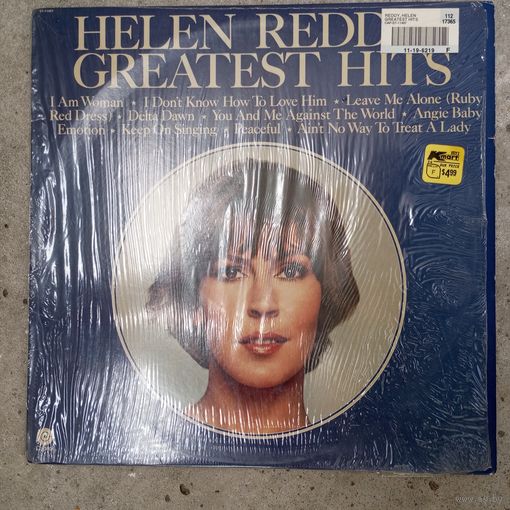 HELEN REDD
GREATEST HITS
I Am Woman • I Don't Know How To Love Him • Leave Me Alone (Ruby
Red Dress) • Delta Dawn • You And Me Against The World • Angie Baby
Emotion • Keep On Singing • Peaceful • Ain't No Way To Treat A Lady
REDDY, HELEN
GREATEST HITS
112
17365
11-19-6219 F
Kmart
F
$4.99